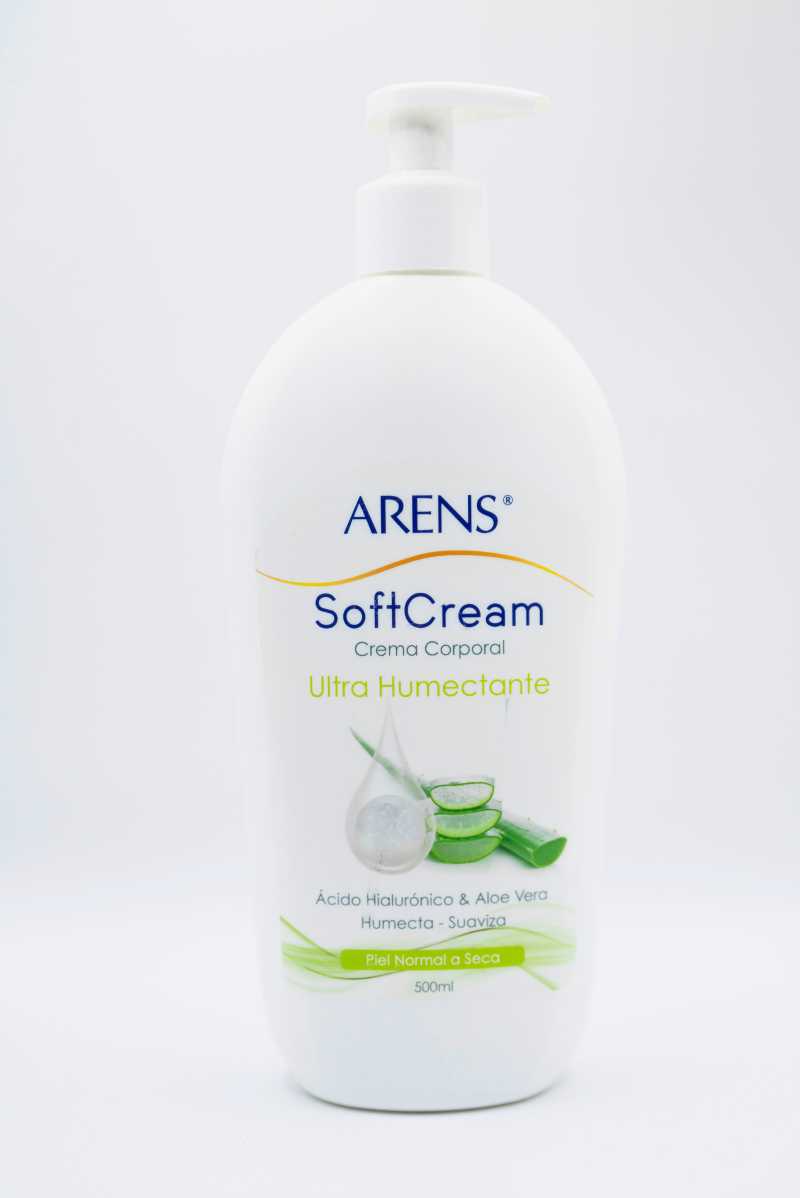 ARENS®
SoftCream
Crema Corporal
Ultra Humectante
Ácido Hialurónico & Aloe Vera
Humecta - Suaviza
Piel Normal a Seca
500ml